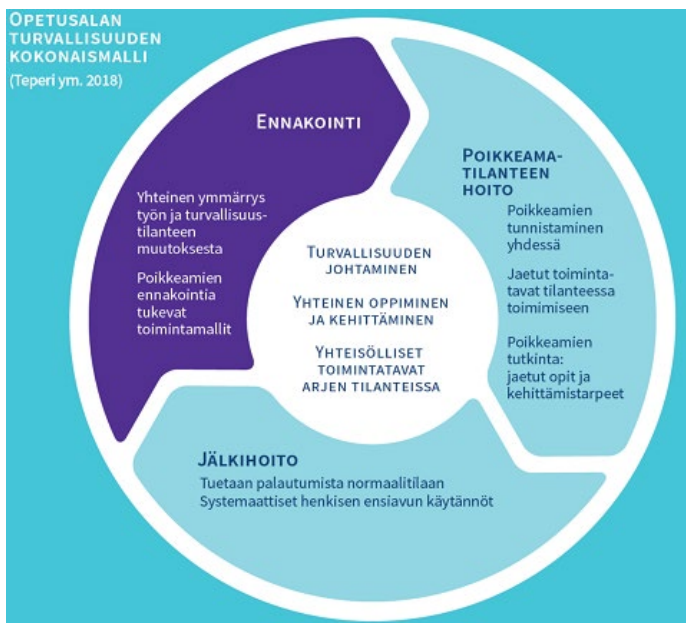 OPETUSALAN
TURVALLISUUDEN
KOKONAISMALLI
(Teperi ym. 2018)
ENNAKOINTI
Yhteinen ymmärrys
työn ja turvallisuus-
tilanteen
muutoksesta
Poikkeamien
ennakointia
tukevat
toimintamallit
POIKKEAMA-
TILANTEEN
HOITO
Poikkeamien
tunnistaminen
yhdessä
Jaetut toiminta-
tavat tilanteessa
toimimiseen
Poikkeamien
tutkinta:
jaetut opit ja
kehittämistarpeet
TURVALLISUUDEN
JOHTAMINEN
YHTEINEN OPPIMINEN
JA KEHITTÄMINEN
YHTEISÖLLISET
TOIMINTATAVAT
ARJEN TILANTEISSA
JÄLKIHOITO
Tuetaan palautumista normaalitilaan
Systemaattiset henkisen ensiavun käytännöt